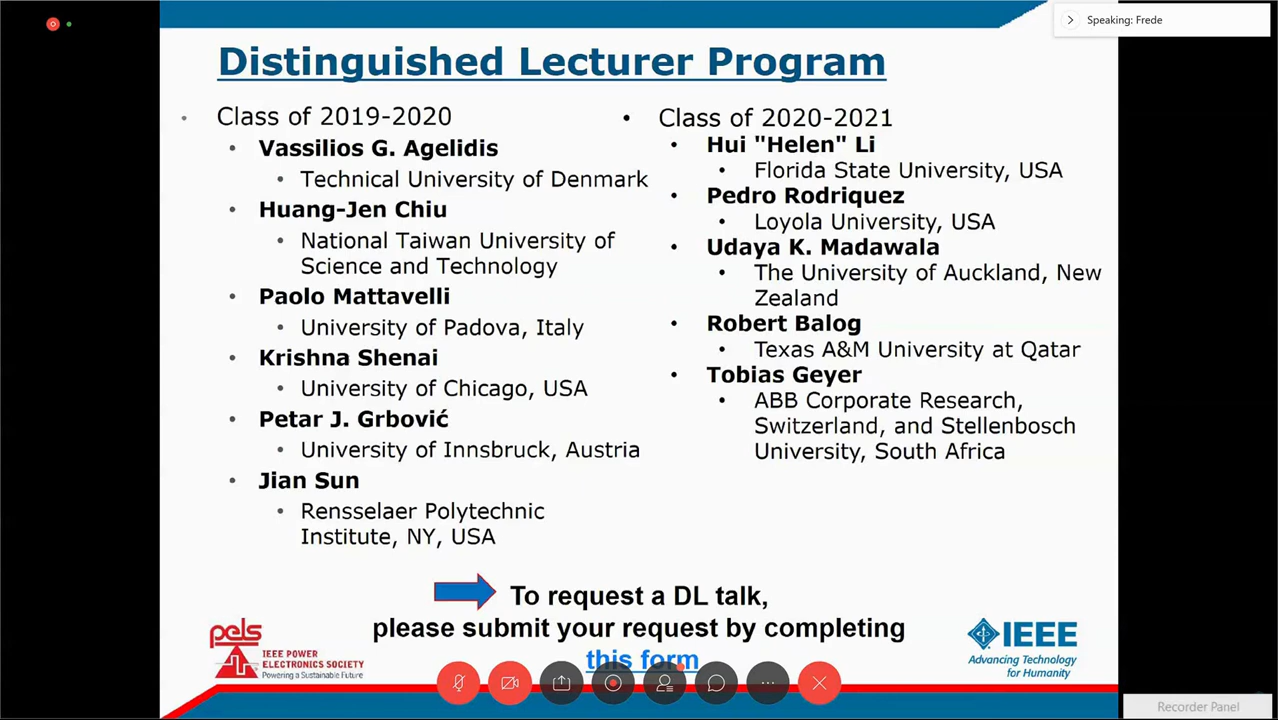 Speaking: Frede
Distinguished Lecturer Program
Class of 2019-2020
Vassilios G. Agelidis
Technical University of Denmark
Huang-Jen Chiu
National Taiwan University of
Science and Technology
Paolo Mattavelli
University of Padova, Italy
Krishna Shenai
University of Chicago, USA
Petar J. Grbović
University of Innsbruck, Austria
Jian Sun
Rensselaer Polytechnic
Institute, NY, USA
Class of 2020-2021
Hui "Helen" Li
Florida State University, USA
Pedro Rodriquez
Loyola University, USA
Udaya K. Madawala
The University of Auckland, New
Zealand
Robert Balog
Texas A&M University at Qatar
Tobias Geyer
ABB Corporate Research,
Switzerland, and Stellenbosch
University, South Africa
To request a DL talk,
please submit your request by completing
this form
pels
IEEE POWER
ELECTRONICS SOCIETY
Powering a Sustainable Future
IEEE
Advancing Technology
for Humanity
Recorder Panel